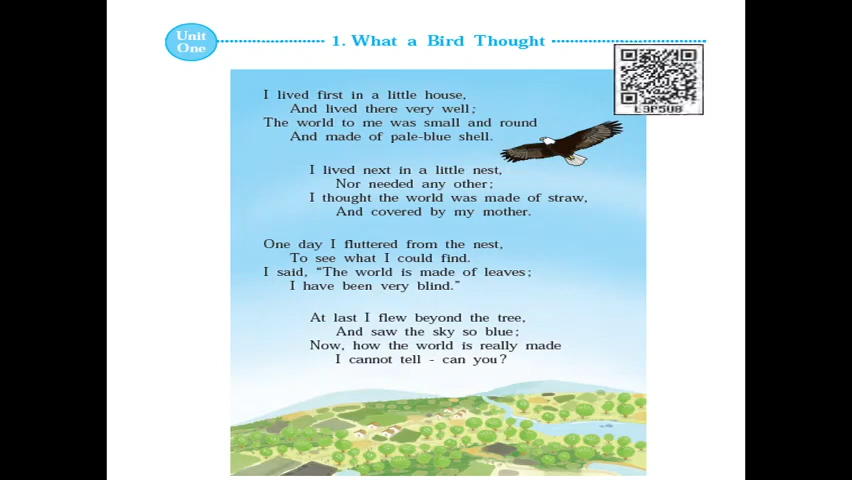 Unit
One
1. What a Bird Thought
L3P5U8
I lived first in a little house,
And lived there very well;
The world to me was small and round
And made of pale-blue shell.
I lived next in a little nest,
Nor needed any other;
I thought the world was made of straw,
And covered by my mother.
One day I fluttered from the nest,
To see what I could find.
I said, “The world is made of leaves;
I have been very blind.”
At last I flew beyond the tree,
And saw the sky so blue;
Now, how the world is really made
I cannot tell - can you?